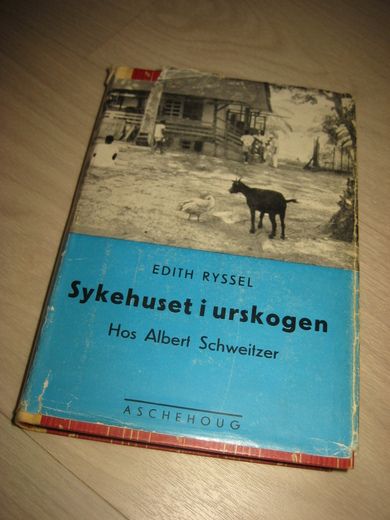 EDITH RYSSEL
Sykehuset i urskogen
Hos Albert Schweitzer
ASCHEHOUG